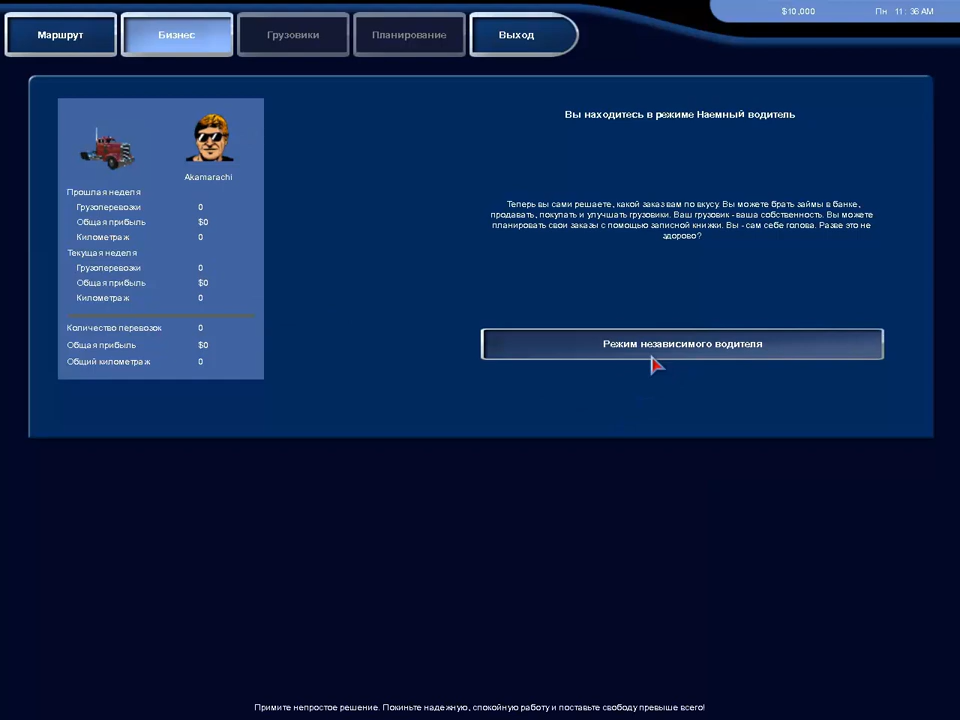 $10,000 Пн 11 : 36 AM
Маршрут Бизнес Грузовики Планирование Выход
Вы находитесь в режиме Наемный водитель
Akamarachi
Прошлая неделя
Грузоперевозки 0
Общая прибыль $0
Километраж 0
Текущая неделя
Грузоперевозки 0
Общая прибыль $0
Километраж 0
Количество перевозок 0
Общая прибыль $0
Общий километраж 0
Теперь вы сами решаете, какой заказ вам по вкусу. Вы можете брать займы в банке,
продавать, покупать и улучшать грузовики. Ваш грузовик - ваша собственность. Вы можете
планировать свои заказы с помощью записной книжки. Вы - сам себе голова. Разве это не
здорово?
Режим независимого водителя
Примите непростое решение. Покиньте надежную, спокойную работу и поставьте свободу превыше всего!